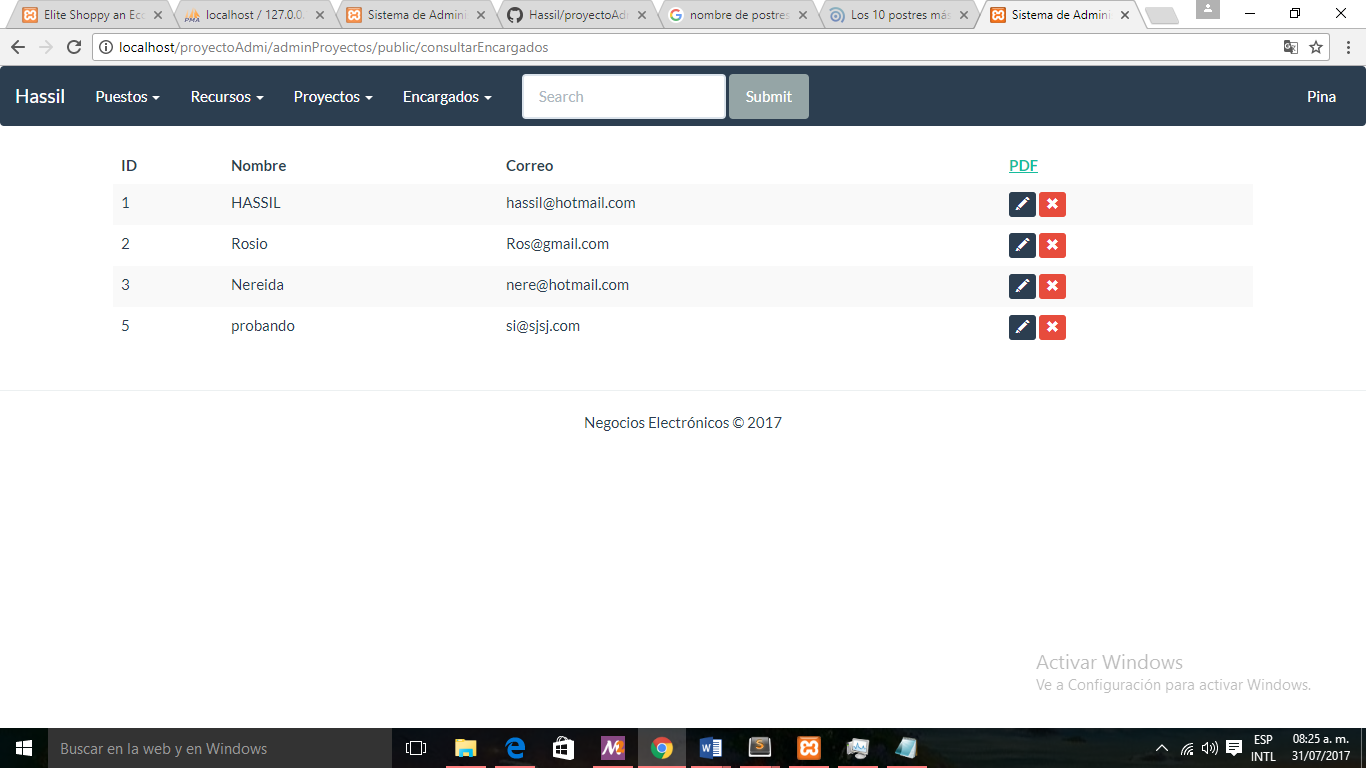 Elite Shoppy an Ecc
localhost / 127.0.0.
Sistema de Admini
Hassil/proyectoAdm
nombre de postres
Los 10 postres más
Sistema de Admini
localhost/proyectoAdmi/adminProyectos/public/consultarEncargados
Hassil Puestos Recursos Proyectos Encargados Search Submit Pina
ID Nombre Correo PDF
1 HASSIL hassil@hotmail.com
2 Rosio Ros@gmail.com
3 Nereida nere@hotmail.com
5 probando si@sjsj.com
Negocios Electrónicos © 2017
Activar Windows
Ve a Configuración para activar Windows.
Buscar en la web y en Windows
ESP
INTL
08:25 a. m.
31/07/2017